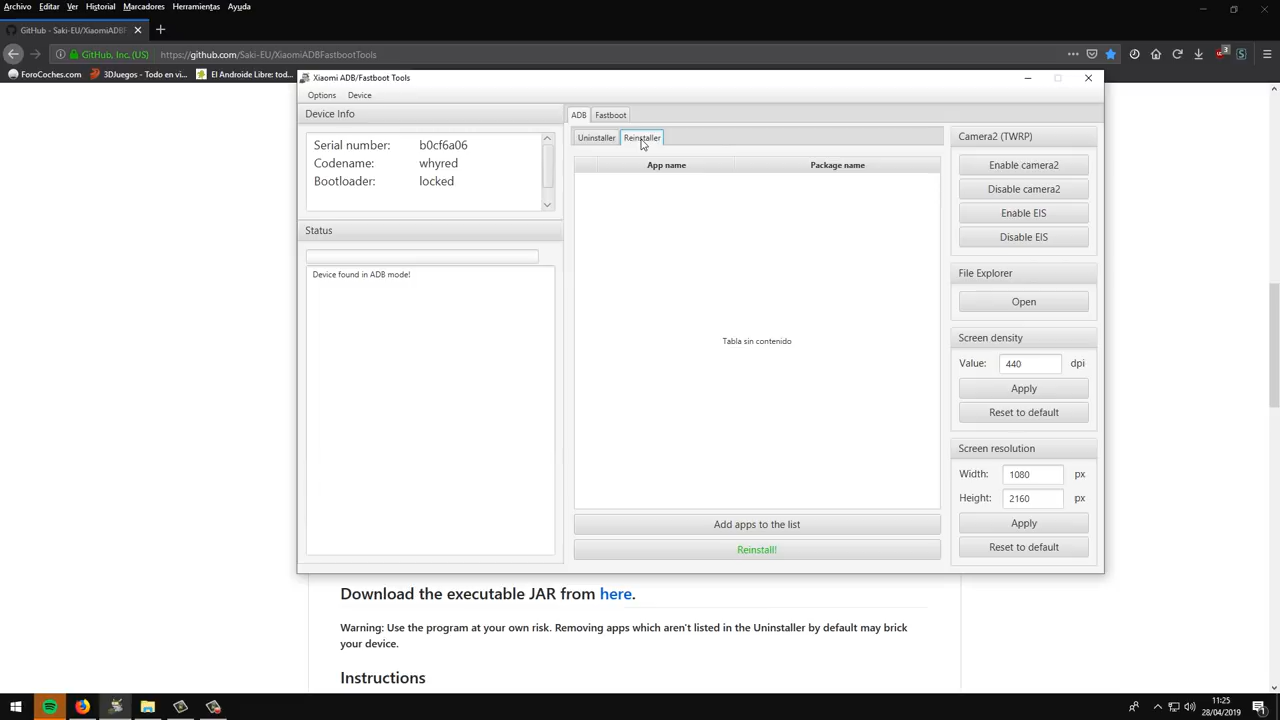 Archivo Editar Ver Historial Marcadores Herramientas Ayuda
GitHub - Saki-EU/XiaomiADBF
GitHub, Inc. (US) https://github.com/Saki-EU/XiaomiADBFastbootTools
ForoCoches.com 3DJuegos - Todo en vi... El Androide Libre: tod...
Xiaomi ADB/Fastboot Tools
Options Device
Device Info
Serial number: b0cf6a06
Codename: whyred
Bootloader: locked
Status
Device found in ADB mode!
ADB Fastboot
Uninstaller Reinstaller
App name Package name
Tabla sin contenido
Add apps to the list
Reinstall!
Camera2 (TWRP)
Enable camera2
Disable camera2
Enable EIS
Disable EIS
File Explorer
Open
Screen density
Value: 440 dpi
Apply
Reset to default
Screen resolution
Width: 1080 px
Height: 2160 px
Apply
Reset to default
Download the executable JAR from here.
Warning: Use the program at your own risk. Removing apps which aren't listed in the Uninstaller by default may brick
your device.
Instructions
11:25
28/04/2019